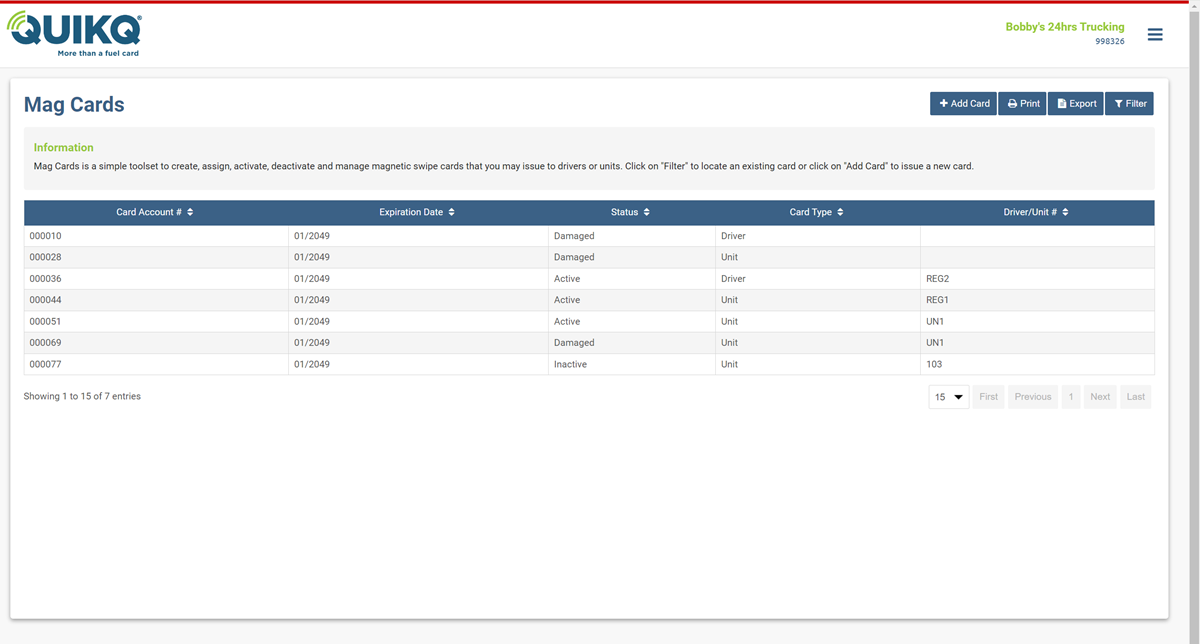 QUIKQ®
More than a fuel card
Bobby's 24hrs Trucking
998326
Mag Cards
Add Card Print Export Filter
Information
Mag Cards is a simple toolset to create, assign, activate, deactivate and manage magnetic swipe cards that you may issue to drivers or units. Click on "Filter" to locate an existing card or click on "Add Card" to issue a new card.
Card Account # Expiration Date Status Card Type Driver/Unit #
000010 01/2049 Damaged Driver
000028 01/2049 Damaged Unit
000036 01/2049 Active Driver REG2
000044 01/2049 Active Unit REG1
000051 01/2049 Active Unit UN1
000069 01/2049 Damaged Unit UN1
000077 01/2049 Inactive Unit 103
Showing 1 to 15 of 7 entries 15 First Previous 1 Next Last